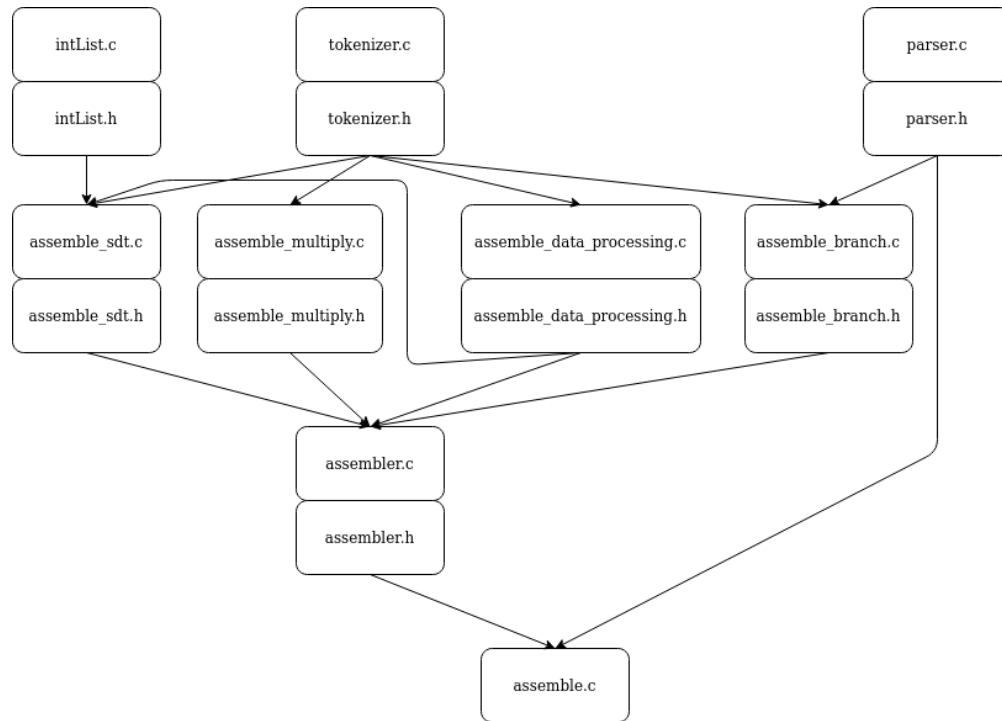 intList.c
tokenizer.c
parser.c
intList.h
tokenizer.h
parser.h
assemble_sdt.c
assemble_multiply.c
assemble_data_processing.c
assemble_branch.c
assemble_sdt.h
assemble_multiply.h
assemble_data_processing.h
assemble_branch.h
assembler.c
assembler.h
assemble.c